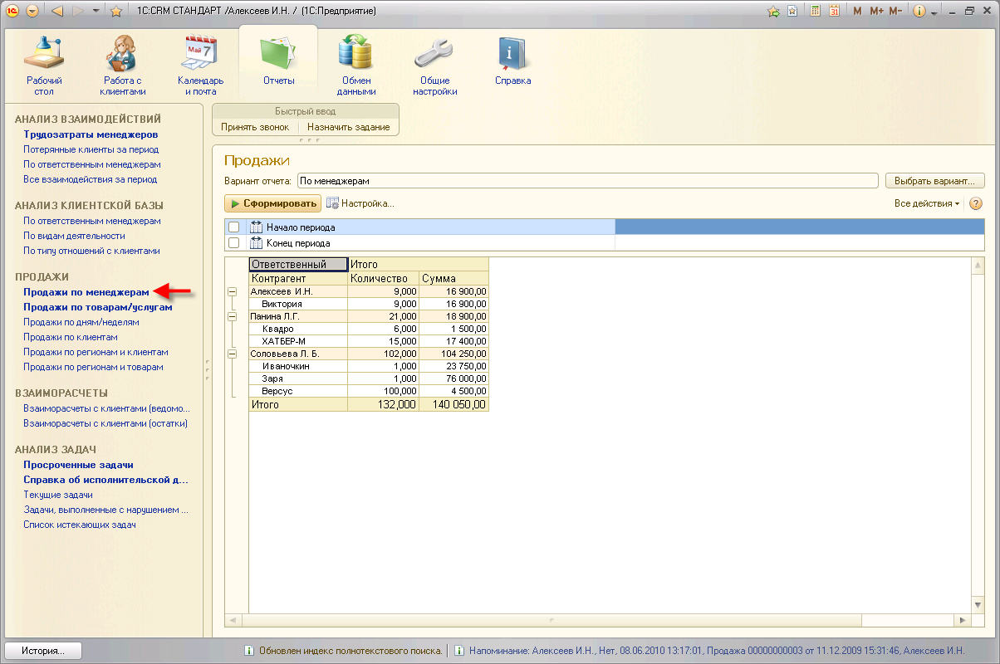 1С:CRM СТАНДАРТ /Алексеев И.Н. / (1С:Предприятие)
M M+ M-
Рабочий стол
Работа с клиентами
Календарь и почта
Отчеты
Обмен данными
Общие настройки
Справка
АНАЛИЗ ВЗАИМОДЕЙСТВИЙ
Трудозатраты менеджеров
Потерянные клиенты за период
По ответственным менеджерам
Все взаимодействия за период
АНАЛИЗ КЛИЕНТСКОЙ БАЗЫ
По ответственным менеджерам
По видам деятельности
По типу отношений с клиентами
ПРОДАЖИ
Продажи по менеджерам
Продажи по товарам/услугам
Продажи по дням/неделям
Продажи по клиентам
Продажи по регионам и клиентам
Продажи по регионам и товарам
ВЗАИМОРАСЧЕТЫ
Взаиморасчеты с клиентами (ведомо...
Взаиморасчеты с клиентами (остатки)
АНАЛИЗ ЗАДАЧ
Просроченные задачи
Справка об исполнительской д...
Текущие задачи
Задачи, выполненные с нарушением ...
Список истекающих задач
Быстрый ввод
Принять звонок Назначить задание
Продажи
Вариант отчета: По менеджерам Выбрать вариант...
Сформировать Настройка... Все действия ?
Начало периода
Конец периода
Ответственный Итого
Контрагент Количество Сумма
Алексеев И.Н. 9,000 16 900,00
Виктория 9,000 16 900,00
Панина Л.Г. 21,000 18 900,00
Квадро 6,000 1 500,00
ХАТБЕР-М 15,000 17 400,00
Соловьева Л. Б. 102,000 104 250,00
Иваночкин 1,000 23 750,00
Заря 1,000 76 000,00
Версус 100,000 4 500,00
Итого 132,000 140 050,00
История... Обновлен индекс полнотекстового поиска. Напоминание: Алексеев И.Н., Нет, 08.06.2010 13:17:01, Продажа 00000000003 от 11.12.2009 15:31:46, Алексеев И.Н.